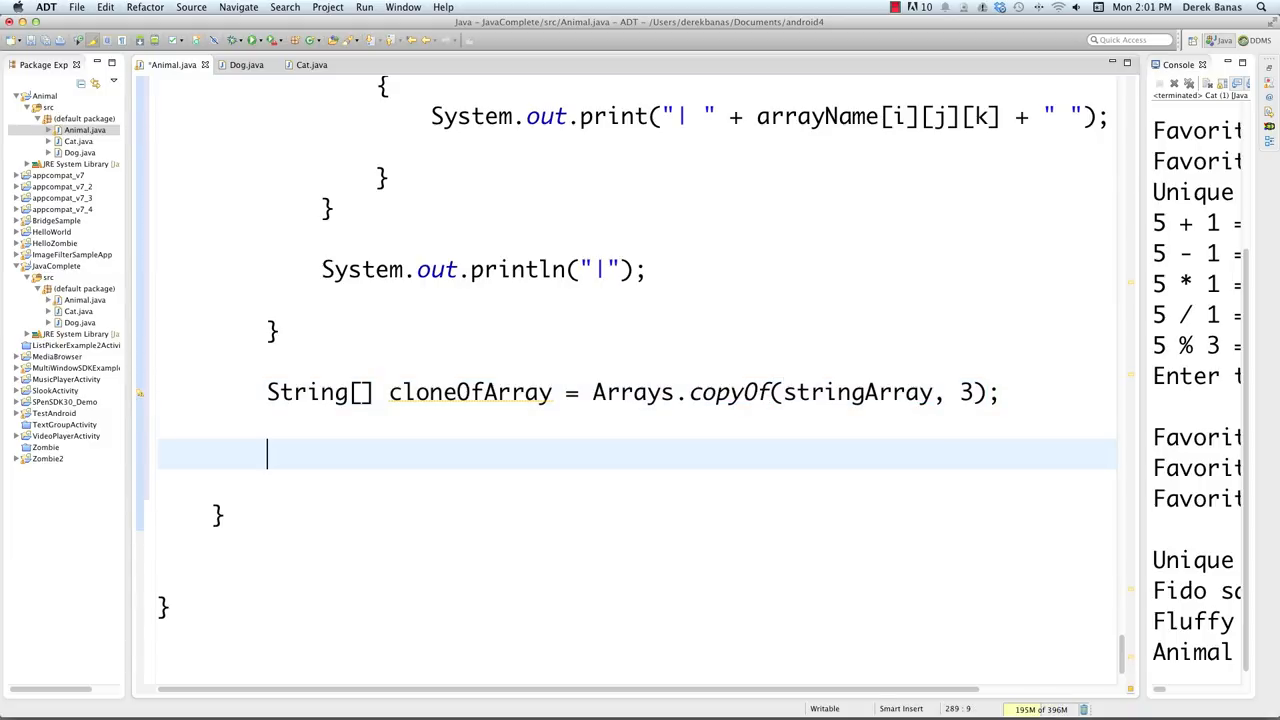 ADT File Edit Refactor Source Navigate Search Project Run Window Help
10 Mon 2:01 PM Derek Banas
Java – JavaComplete/src/Animal.java – ADT – /Users/derekbanas/Documents/android4
Quick Access
Java
DDMS
Package Exp
*Animal.java
Dog.java
Cat.java
Console
<terminated> Cat (1) [Java
Animal
src
(default package)
Animal.java
Cat.java
Dog.java
JRE System Library [Ja
appcompat_v7
appcompat_v7_2
appcompat_v7_3
appcompat_v7_4
BridgeSample
HelloWorld
HelloZombie
ImageFilterSampleApp
JavaComplete
src
(default package)
Animal.java
Cat.java
Dog.java
JRE System Library [Ja
ListPickerExample2Activi
MediaBrowser
MultiWindowSDKExample
MusicPlayerActivity
SlookActivity
SPenSDK30_Demo
TestAndroid
TextGroupActivity
VideoPlayerActivity
Zombie
Zombie2
{
System.out.print("| " + arrayName[i][j][k] + " ");
}
}
System.out.println("|");
}
String[] cloneOfArray = Arrays.copyOf(stringArray, 3);
}
}
Favorit
Favorit
Unique
5 + 1 =
5 - 1 =
5 * 1 =
5 / 1 =
5 % 3 =
Enter t
Favorit
Favorit
Favorit
Unique
Fido sa
Fluffy
Animal
Writable
Smart Insert
289 : 9
195M of 396M